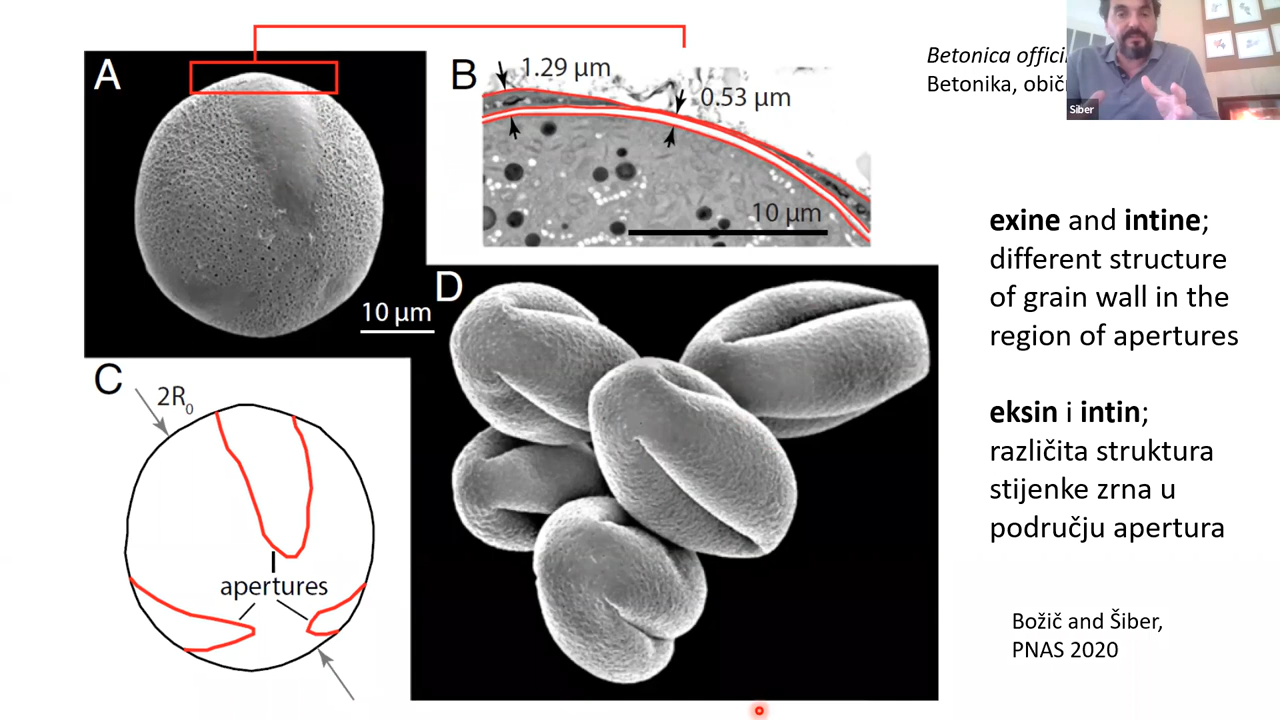 A
B
1.29 μm
0.53 μm
10 μm
10 μm
C
2R₀
apertures
D
Betonica
Betonika,
Siber
exine and intine;
different structure
of grain wall in the
region of apertures
eksin i intin;
različita struktura
stijenke zrna u
području apertura
Božič and Šiber,
PNAS 2020